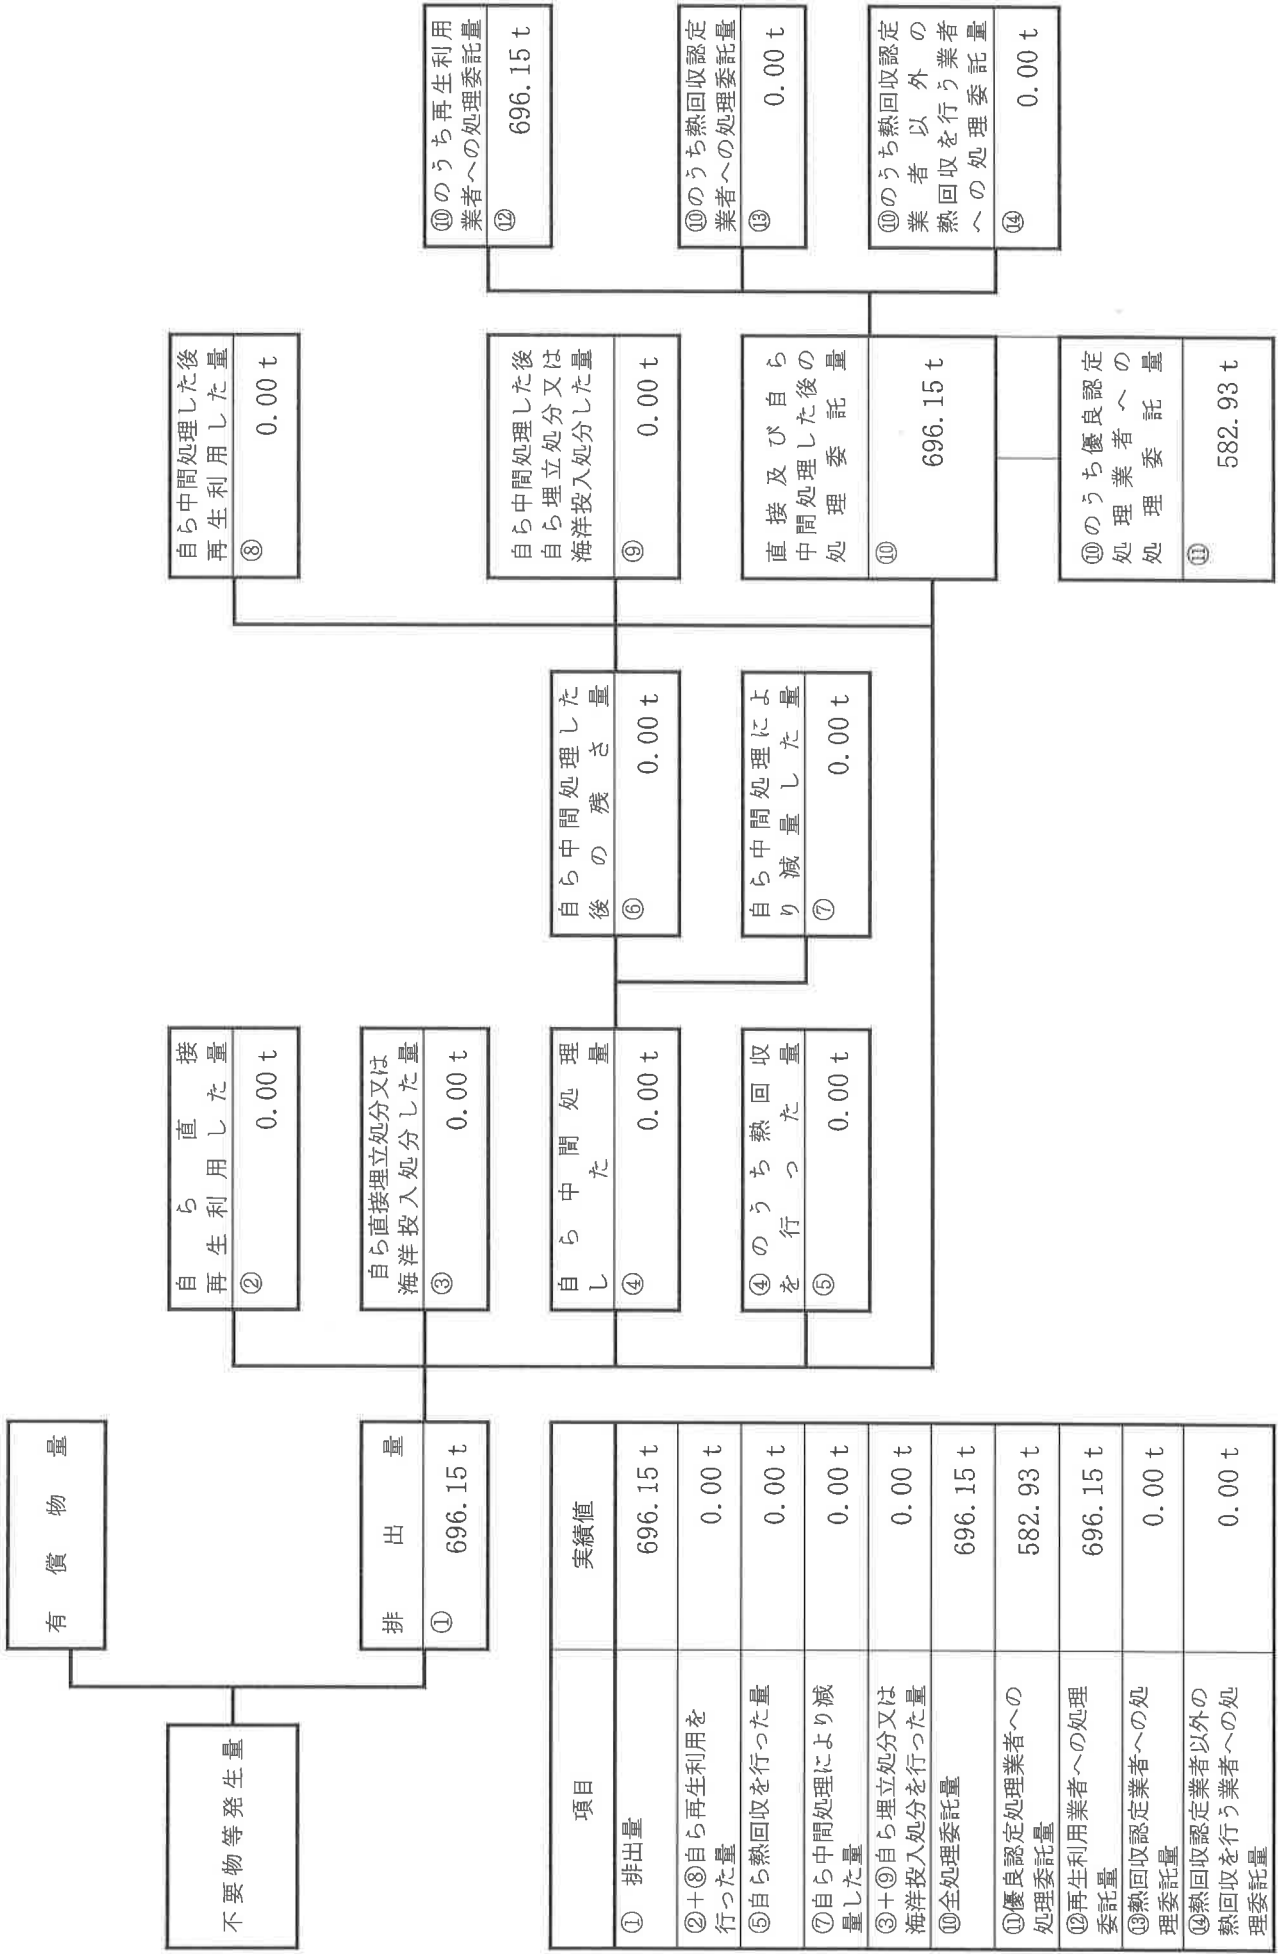 不要物等発生量
有償物量
排出量
① 696.15 t
自ら直接
再生利用した量
② 0.00 t
自ら直接埋立処分又は
海洋投入処分した量
③ 0.00 t
自ら中間処理
した量
④ 0.00 t
④のうち熱回収
を行った量
⑤ 0.00 t
自ら中間処理した
後の残さ量
⑥ 0.00 t
自ら中間処理によ
り減量した量
⑦ 0.00 t
自ら中間処理した後
再生利用した量
⑧ 0.00 t
自ら中間処理した後
自ら埋立処分又は
海洋投入処分した量
⑨ 0.00 t
直接及び自ら
中間処理した後の
処理委託量
⑩ 696.15 t
⑩のうち優良認定
処理業者への
処理委託量
⑪ 582.93 t
⑩のうち再生利用
業者への処理委託量
⑫ 696.15 t
⑩のうち熱回収認定
業者への処理委託量
⑬ 0.00 t
⑩のうち熱回収認定
業者以外の
熱回収を行う業者
への処理委託量
⑭ 0.00 t
項目 実績値
① 排出量 696.15 t
②＋⑧自ら再生利用を
行った量 0.00 t
⑤自ら熱回収を行った量 0.00 t
⑦自ら中間処理により減
量した量 0.00 t
③＋⑨自ら埋立処分又は
海洋投入処分を行った量 0.00 t
⑩全処理委託量 696.15 t
⑪優良認定処理業者への
処理委託量 582.93 t
⑫再生利用業者への処理
委託量 696.15 t
⑬熱回収認定業者への処
理委託量 0.00 t
⑭熱回収認定業者以外の
熱回収を行う業者への処
理委託量 0.00 t